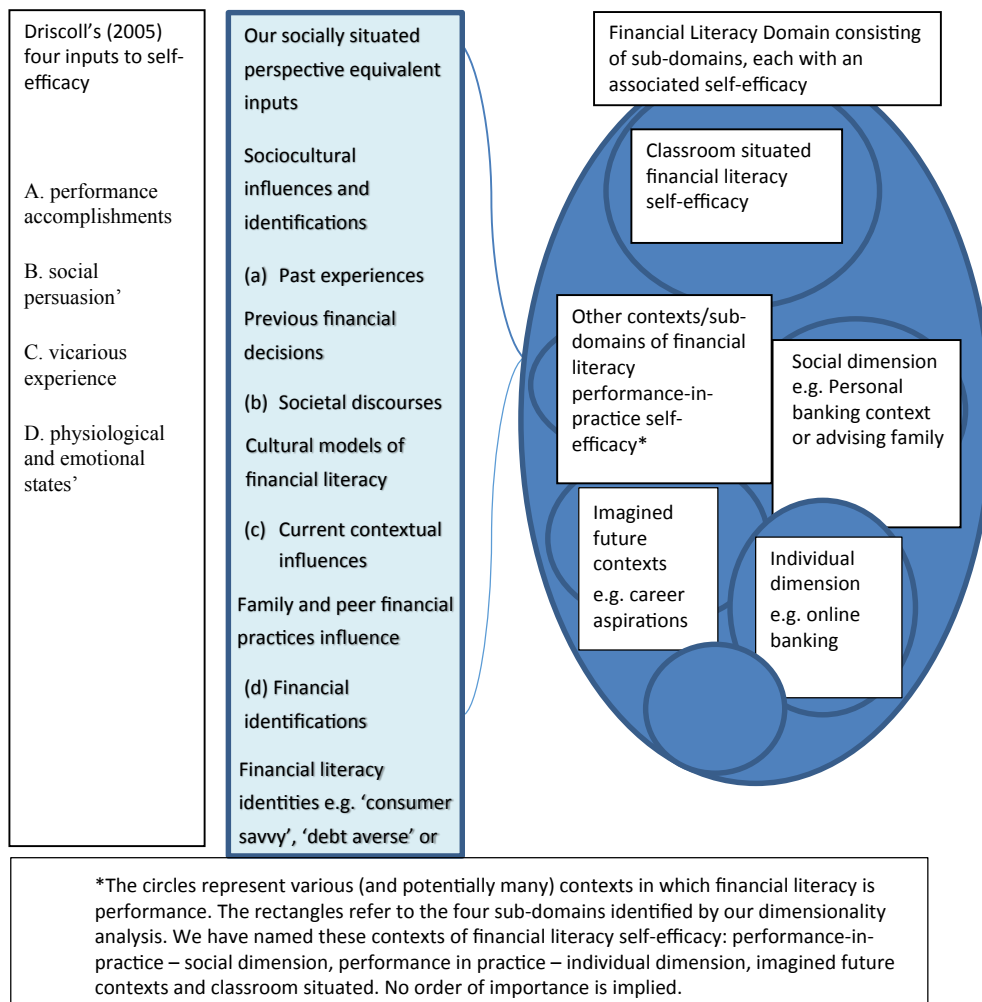 Driscoll’s (2005)
four inputs to self-
efficacy
A. performance
accomplishments
B. social
persuasion’
C. vicarious
experience
D. physiological
and emotional
states’
Our socially situated
perspective equivalent
inputs
Sociocultural
influences and
identifications
(a) Past experiences
Previous financial
decisions
(b) Societal discourses
Cultural models of
financial literacy
(c) Current contextual
influences
Family and peer financial
practices influence
(d) Financial
identifications
Financial literacy
identities e.g. ‘consumer
savvy’, ‘debt averse’ or
Financial Literacy Domain consisting
of sub-domains, each with an
associated self-efficacy
Classroom situated
financial literacy
self-efficacy
Other contexts/sub-
domains of financial
literacy
performance-in-
practice self-
efficacy*
Social dimension
e.g. Personal
banking context
or advising family
Imagined
future
contexts
e.g. career
aspirations
Individual
dimension
e.g. online
banking
*The circles represent various (and potentially many) contexts in which financial literacy is
performance. The rectangles refer to the four sub-domains identified by our dimensionality
analysis. We have named these contexts of financial literacy self-efficacy: performance-in-
practice – social dimension, performance in practice – individual dimension, imagined future
contexts and classroom situated. No order of importance is implied.